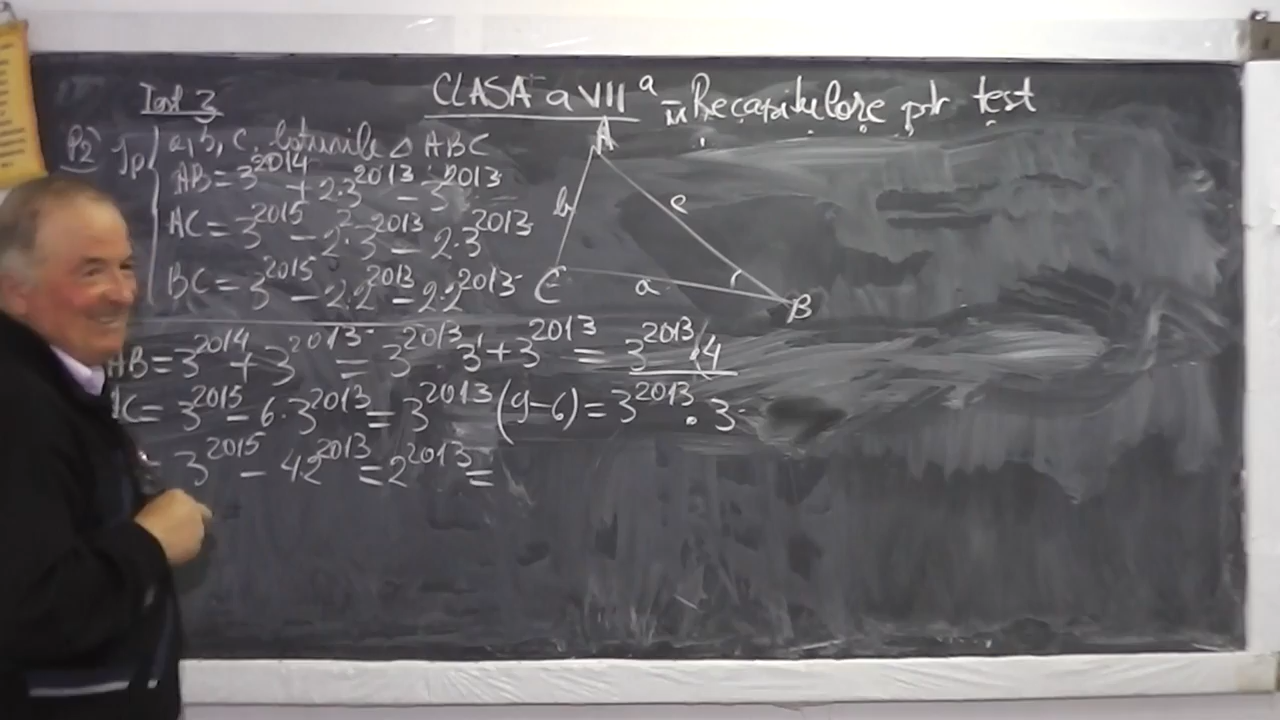 Test 3
CLASA a VII a - Recapitulare ptr test
P2) Ip a, b, c, laturile △ ABC
AB = 3^2014 + 2·3^2013 - 3^2013
AC = 3^2015 - 2²·3^2013 - 2·3^2013
BC = 3^2015 - 2·2^2013 - 2·2^2013
A
b
c
C
a
B
AB = 3^2014 + 3^2013 = 3^2013·3^1 + 3^2013 = 3^2013·4
AC = 3^2015 - 6·3^2013 = 3^2013 (9-6) = 3^2013·3
= 3^2015 - 4·2^2013 = 2^2013 =